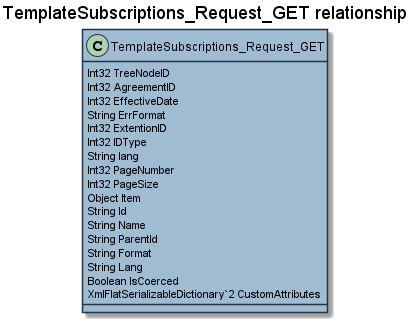 TemplateSubscriptions_Request_GET relationship
C TemplateSubscriptions_Request_GET
Int32 TreeNodeID
Int32 AgreementID
Int32 EffectiveDate
String ErrFormat
Int32 ExtentionID
Int32 IDType
String lang
Int32 PageNumber
Int32 PageSize
Object Item
String Id
String Name
String ParentId
String Format
String Lang
Boolean IsCoerced
XmlFlatSerializableDictionary`2 CustomAttributes